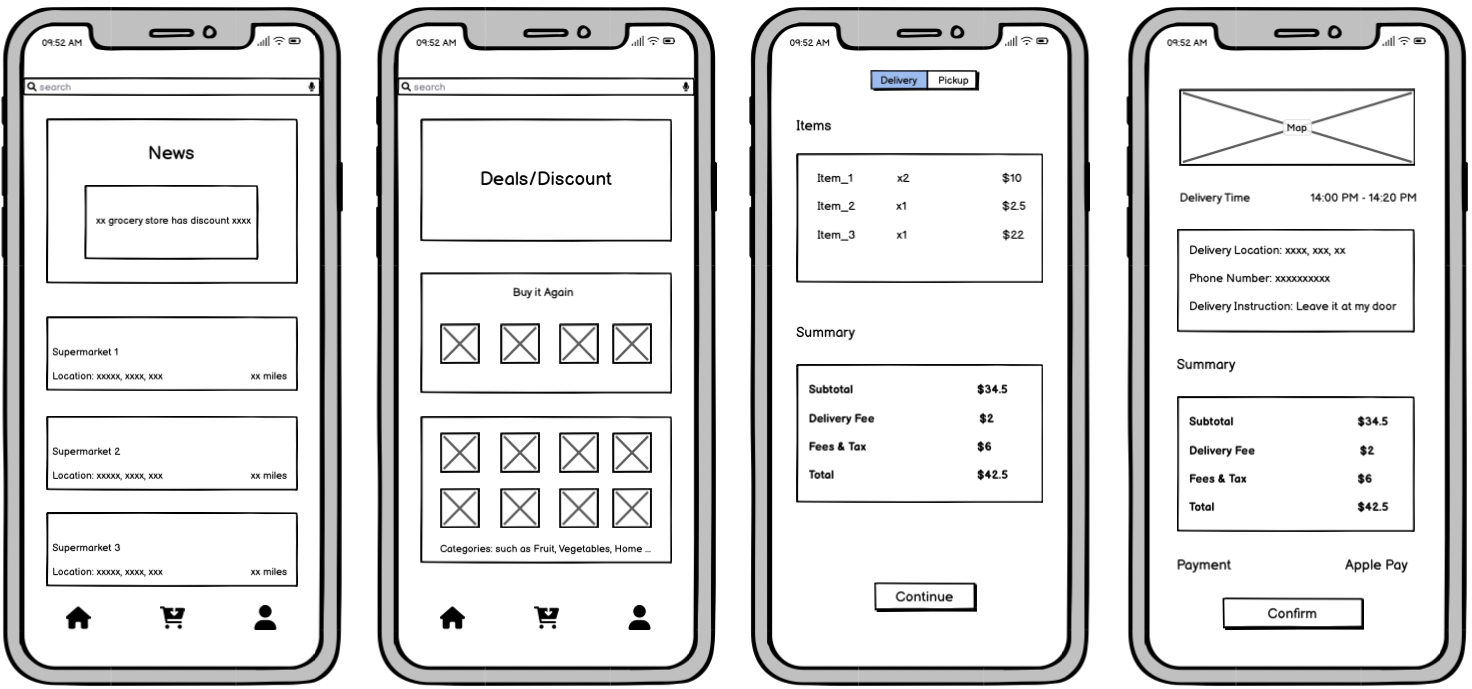 09:52 AM
search
News
xx grocery store has discount xxxx
Supermarket 1
Location: xxxxx, xxxx, xxx xx miles
Supermarket 2
Location: xxxxx, xxxx, xxx xx miles
Supermarket 3
Location: xxxxx, xxxx, xxx xx miles
09:52 AM
search
Deals/Discount
Buy it Again
Categories: such as Fruit, Vegetables, Home ...
09:52 AM
Delivery Pickup
Items
Item_1 x2 $10
Item_2 x1 $2.5
Item_3 x1 $22
Summary
Subtotal $34.5
Delivery Fee $2
Fees & Tax $6
Total $42.5
Continue
09:52 AM
Map
Delivery Time 14:00 PM - 14:20 PM
Delivery Location: xxxx, xxx, xx
Phone Number: xxxxxxxxxx
Delivery Instruction: Leave it at my door
Summary
Subtotal $34.5
Delivery Fee $2
Fees & Tax $6
Total $42.5
Payment Apple Pay
Confirm